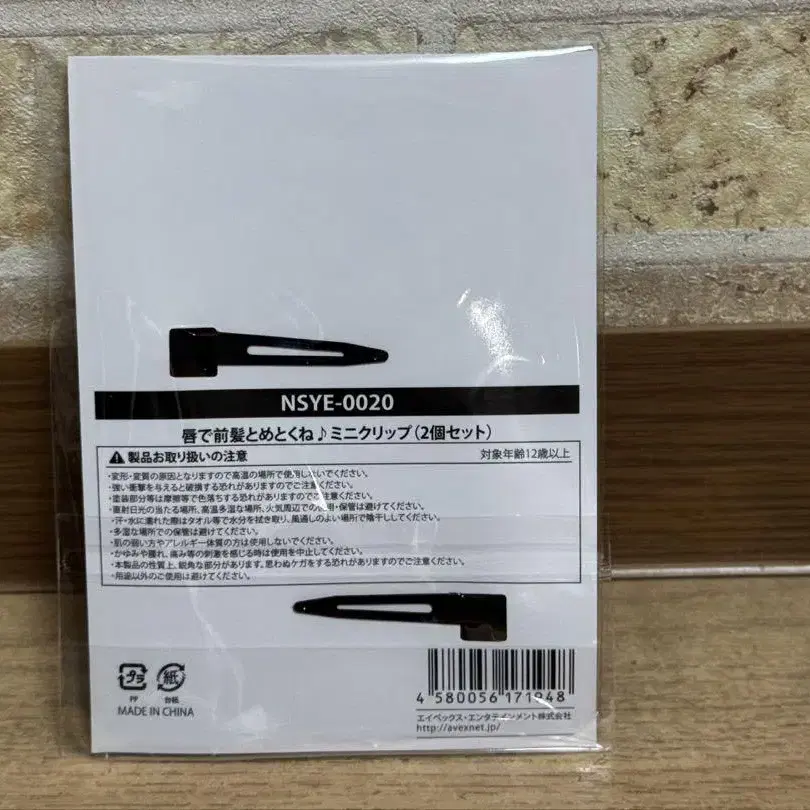 NSYE-0020
唇で前髪とめとくね♪ミニクリップ(2個セット)
⚠製品お取り扱いの注意 対象年齢12歳以上
・変形・変質の原因となりますので高温の場所で使用しないでください。
・強い衝撃を与えると破損する恐れがありますのでご注意ください。
・塗装部分等は摩擦等で色落ちする恐れがありますのでご注意ください。
・直射日光の当たる場所、高温多湿な場所、火気周辺での使用・保管は避けてください。
・汗・水に濡れた際はタオル等で水分を拭き取り、風通しのよい場所で陰干ししてください。
・多湿な場所での保管は避けてください。
・肌の弱い方やアレルギー体質の方は使用しないでください。
・かゆみや腫れ、痛み等の刺激を感じる時は使用を中止してください。
・本製品の性質上、鋭角な部分があります。思わぬケガをする恐れがありますのでご注意ください。
・用途以外のご使用は避けてください。
プラ 紙
PP 台紙
MADE IN CHINA
4 580056 171948
エイベックス・エンタテインメント株式会社
http://avexnet.jp/